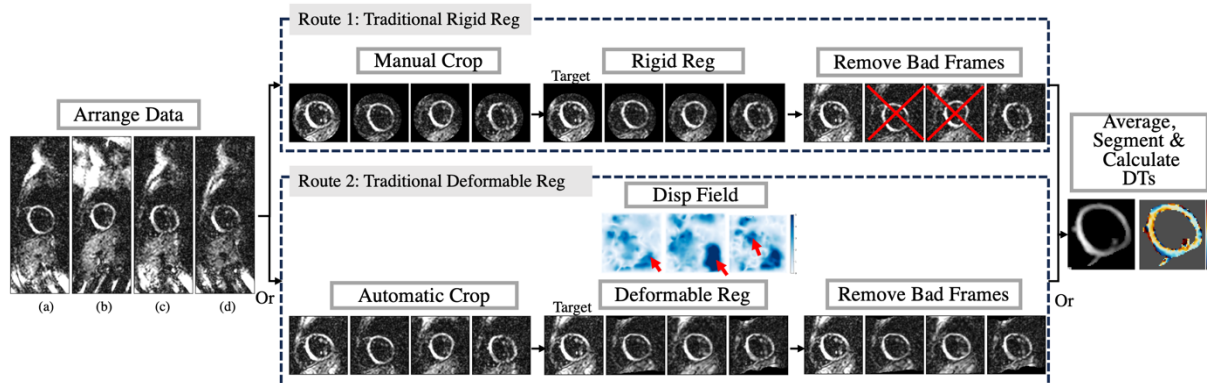 Route 1: Traditional Rigid Reg
Manual Crop
Rigid Reg
Remove Bad Frames
Target
Arrange Data
(a)
(b)
(c)
(d)
Or
Route 2: Traditional Deformable Reg
Disp Field
Automatic Crop
Deformable Reg
Remove Bad Frames
Target
Average,
Segment &
Calculate
DTs
Or